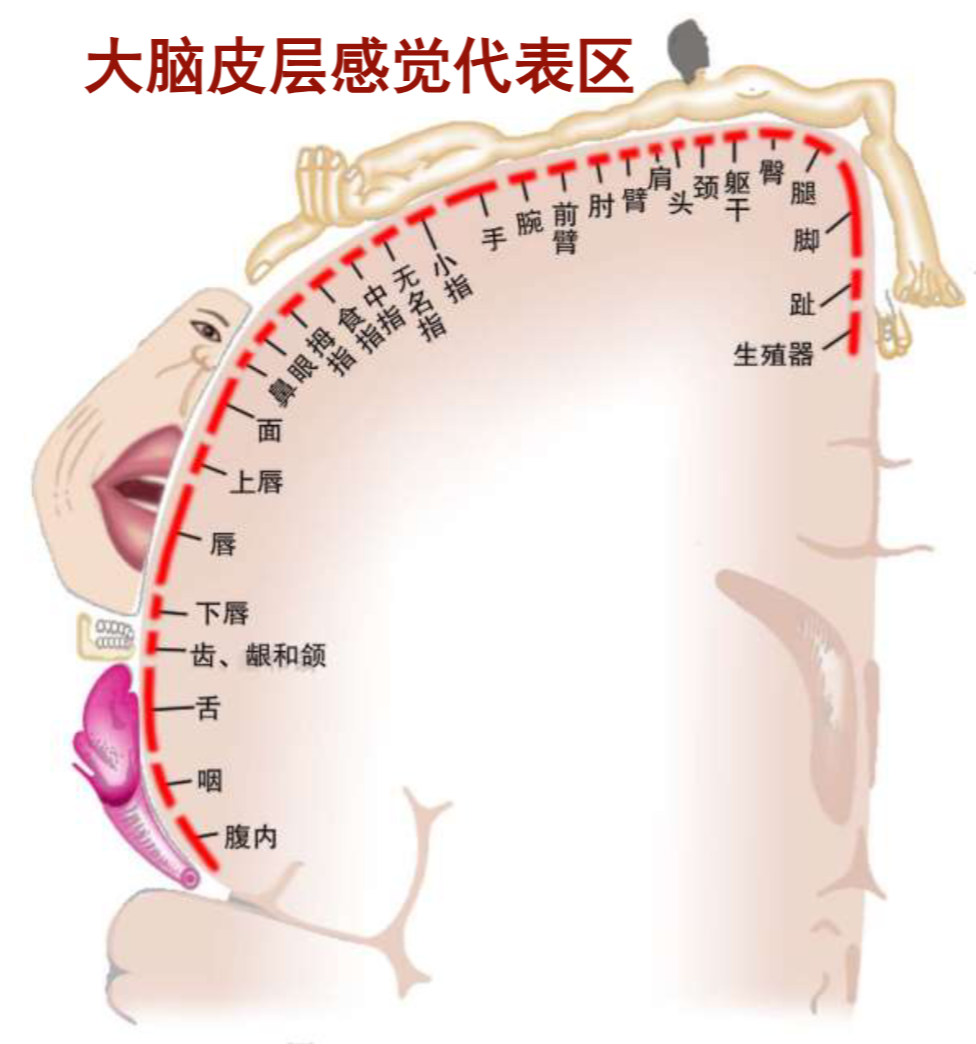 大脑皮层感觉代表区
生殖器
趾
脚
腿
臀
躯干
颈
头
肩
臂
肘
前臂
腕
手
小指
无名指
中指
食指
拇指
眼
鼻
面
上唇
唇
下唇
齿、龈和颌
舌
咽
腹内